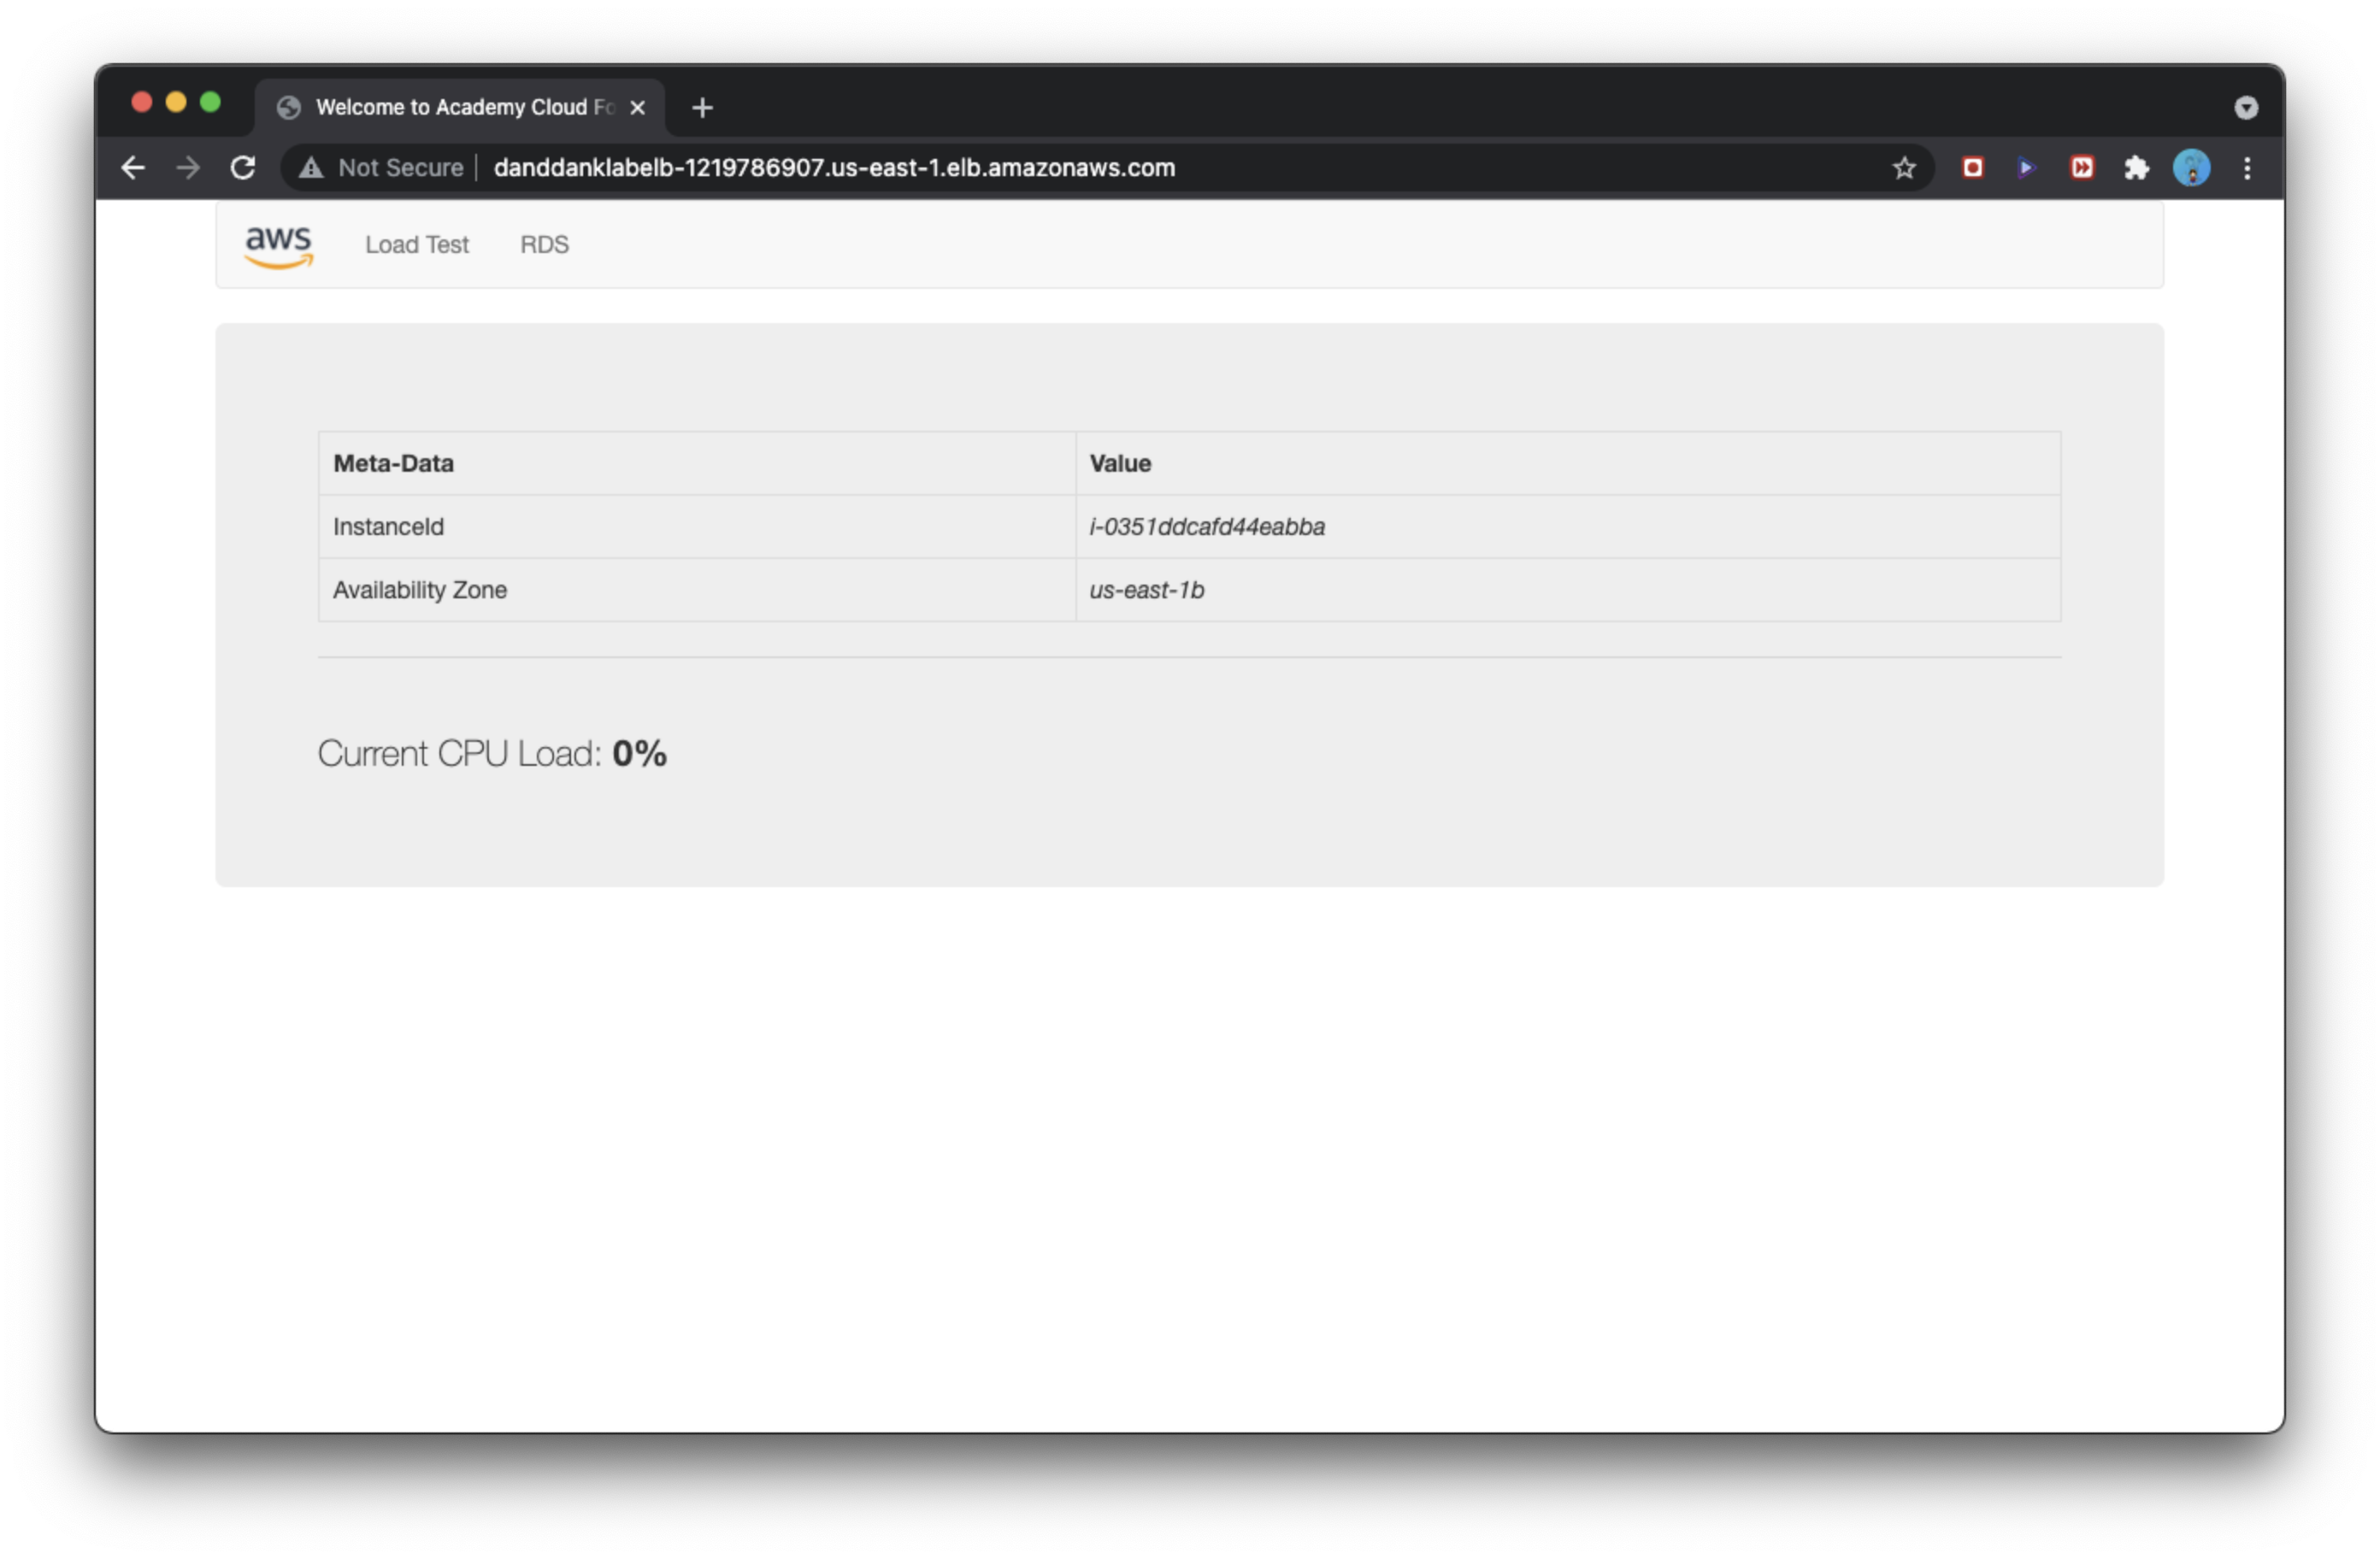 Welcome to Academy Cloud Fo
Not Secure | danddanklabelb-1219786907.us-east-1.elb.amazonaws.com
aws Load Test RDS
Meta-Data Value
InstanceId i-0351ddcafd44eabba
Availability Zone us-east-1b
Current CPU Load: 0%